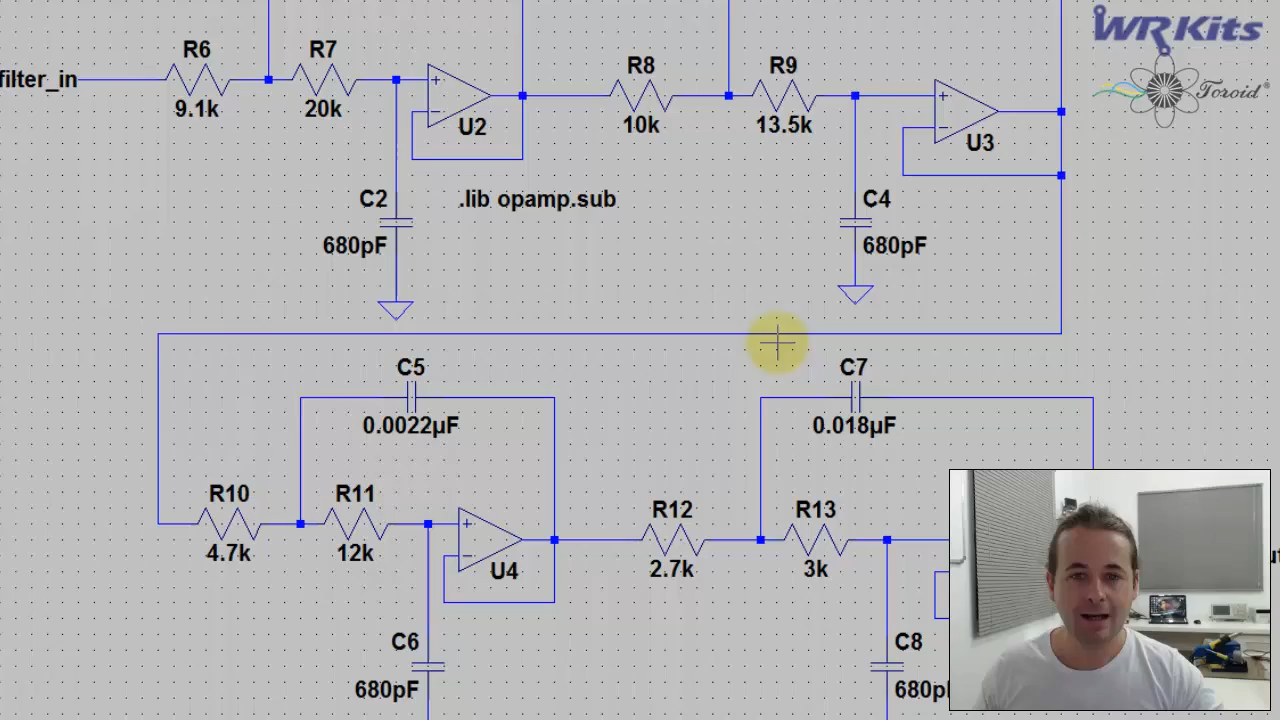 WR Kits
Toroid®
filter_in
R6
9.1k
R7
20k
U2
R8
10k
R9
13.5k
U3
C2
680pF
.lib opamp.sub
C4
680pF
C5
0.0022µF
C7
0.018µF
R10
4.7k
R11
12k
U4
R12
2.7k
R13
3k
C6
680pF
C8